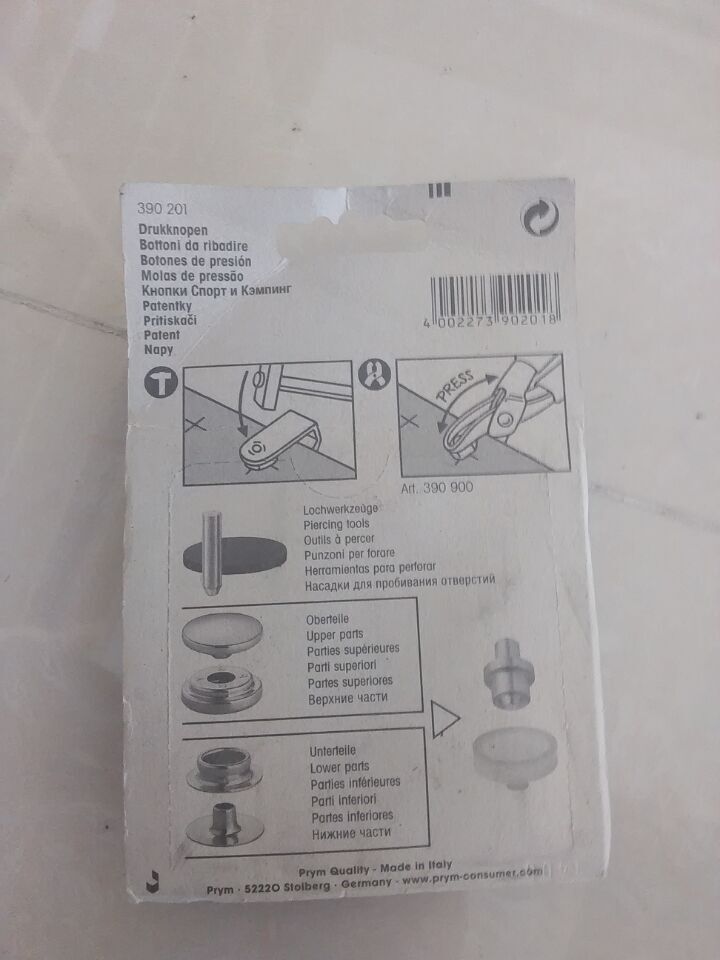 390 201
Drukknopen
Bottoni da ribadire
Botones de presión
Molas de pressão
Кнопки Спорт и Кэмпинг
Patentky
Pritiskači
Patent
Napy
4 002273 902018
PRESS
Art. 390 900
Lochwerkzeuge
Piercing tools
Outils à percer
Punzoni per forare
Herramientas para perforar
Насадки для пробивания отверстий
Oberteile
Upper parts
Parties supérieures
Parti superiori
Partes superiores
Верхние части
Unterteile
Lower parts
Parties inférieures
Parti inferiori
Partes inferiores
Нижние части
Prym Quality - Made in Italy
Prym · 52220 Stolberg · Germany - www.prym-consumer.com